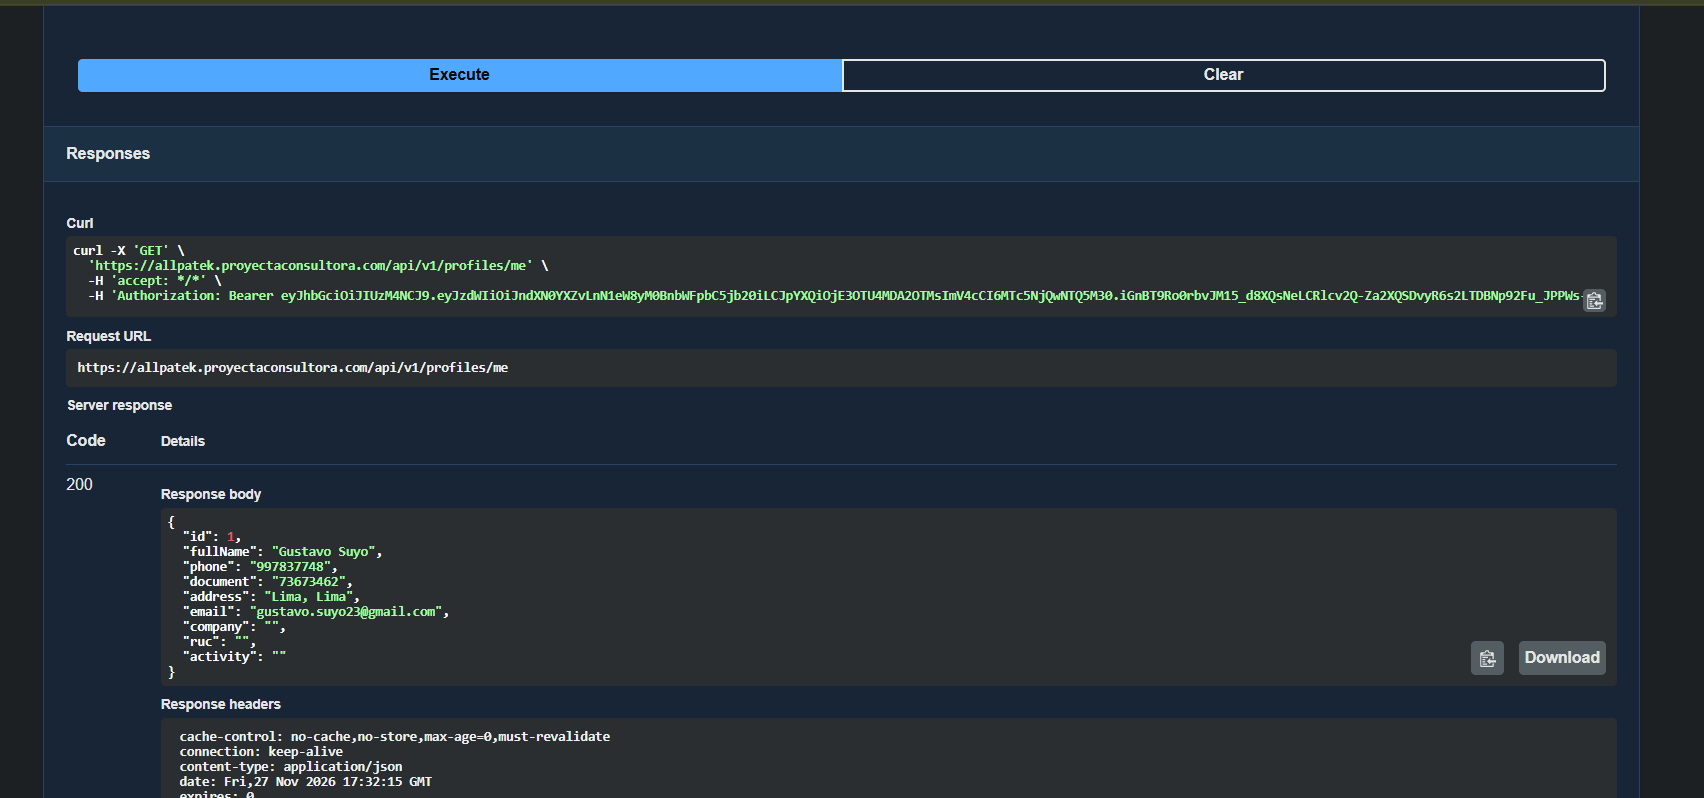 Execute
Clear
Responses
Curl
curl -X 'GET' \
'https://allpatek.proyectaconsultora.com/api/v1/profiles/me' \
-H 'accept: */*' \
-H 'Authorization: Bearer eyJhbGciOiJIUzM4NCJ9.eyJzdWIiOiJndXN0YXZvLnN1eW8yM0BnbWFpbC5jb20iLCJpYXQiOjE3OTU4MDA2OTMsImV4cCI6MTc5NjQwNTQ5M30.iGnBT9Ro0rbvJM15_d8XQsNeLCRlcv2Q-Za2XQSDvyR6s2LTDBNp92Fu_JPPWs-
Request URL
https://allpatek.proyectaconsultora.com/api/v1/profiles/me
Server response
Code Details
200
Response body
{
"id": 1,
"fullName": "Gustavo Suyo",
"phone": "997837748",
"document": "73673462",
"address": "Lima, Lima",
"email": "gustavo.suyo23@gmail.com",
"company": "",
"ruc": "",
"activity": ""
}
Download
Response headers
cache-control: no-cache,no-store,max-age=0,must-revalidate
connection: keep-alive
content-type: application/json
date: Fri,27 Nov 2026 17:32:15 GMT
expires: 0